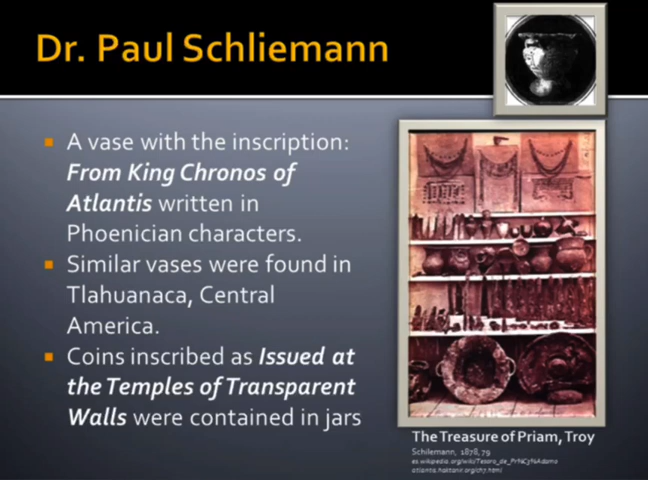 Dr. Paul Schliemann
A vase with the inscription:
From King Chronos of
Atlantis written in
Phoenician characters.
Similar vases were found in
Tlahuanaca, Central
America.
Coins inscribed as Issued at
the Temples of Transparent
Walls were contained in jars
The Treasure of Priam, Troy
Schilemann, 1878, 79
es.wikipedia.org/wiki/Tesoro_de_Pr%C3%ADamo